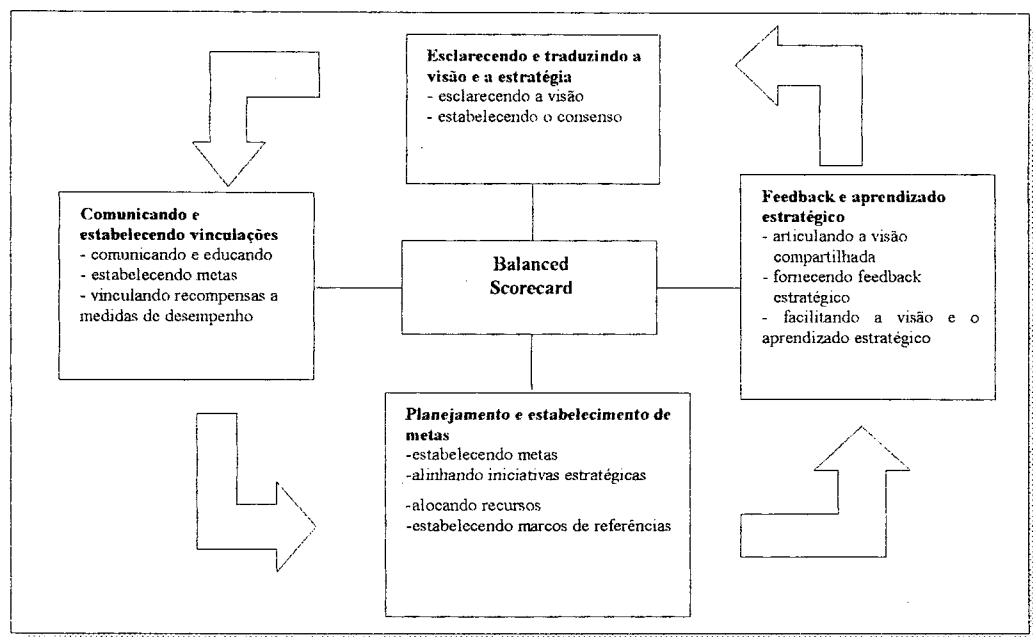 Esclarecendo e traduzindo a
visão e a estratégia
- esclarecendo a visão
- estabelecendo o consenso
Comunicando e
estabelecendo vinculações
- comunicando e educando
- estabelecendo metas
- vinculando recompensas a
medidas de desempenho
Balanced
Scorecard
Feedback e aprendizado
estratégico
- articulando a visão
compartilhada
- fornecendo feedback
estratégico
- facilitando a visão e o
aprendizado estratégico
Planejamento e estabelecimento de
metas
-estabelecendo metas
-alinhando iniciativas estratégicas
-alocando recursos
-estabelecendo marcos de referências